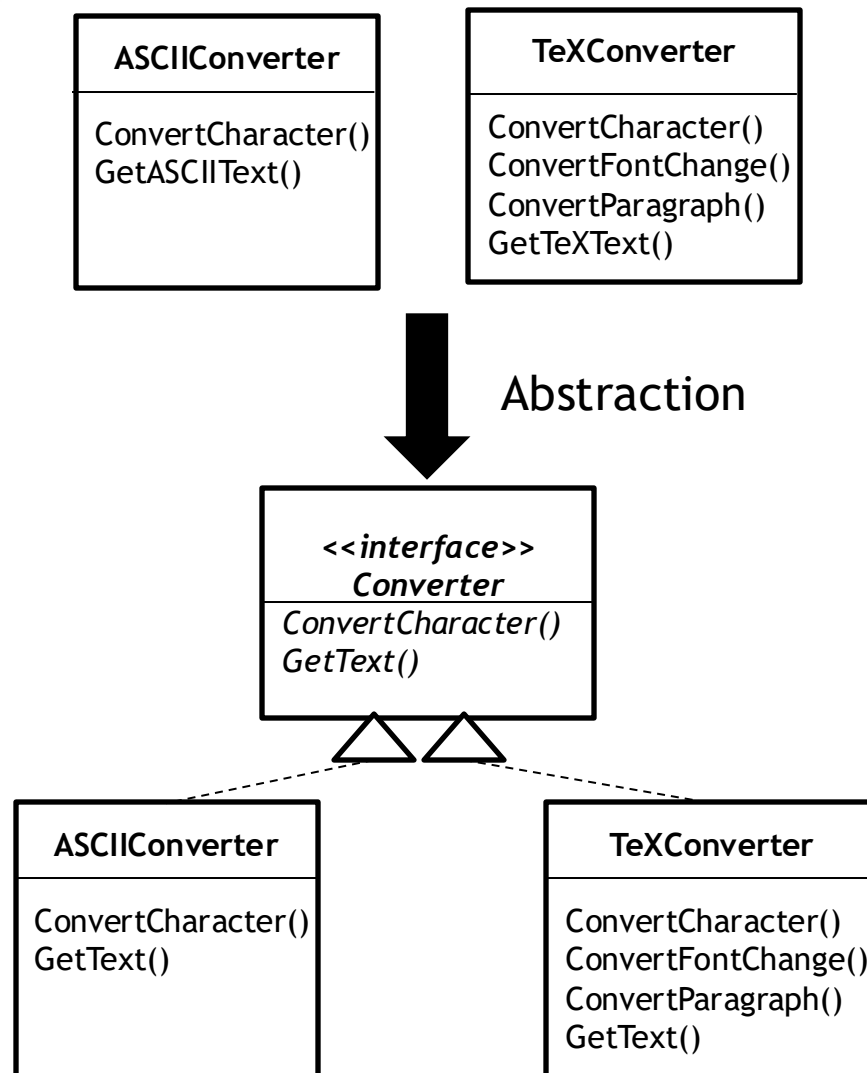 ASCIIConverter
ConvertCharacter()
GetASCIIText()
TeXConverter
ConvertCharacter()
ConvertFontChange()
ConvertParagraph()
GetTeXText()
Abstraction
<<interface>>
Converter
ConvertCharacter()
GetText()
ASCIIConverter
ConvertCharacter()
GetText()
TeXConverter
ConvertCharacter()
ConvertFontChange()
ConvertParagraph()
GetText()